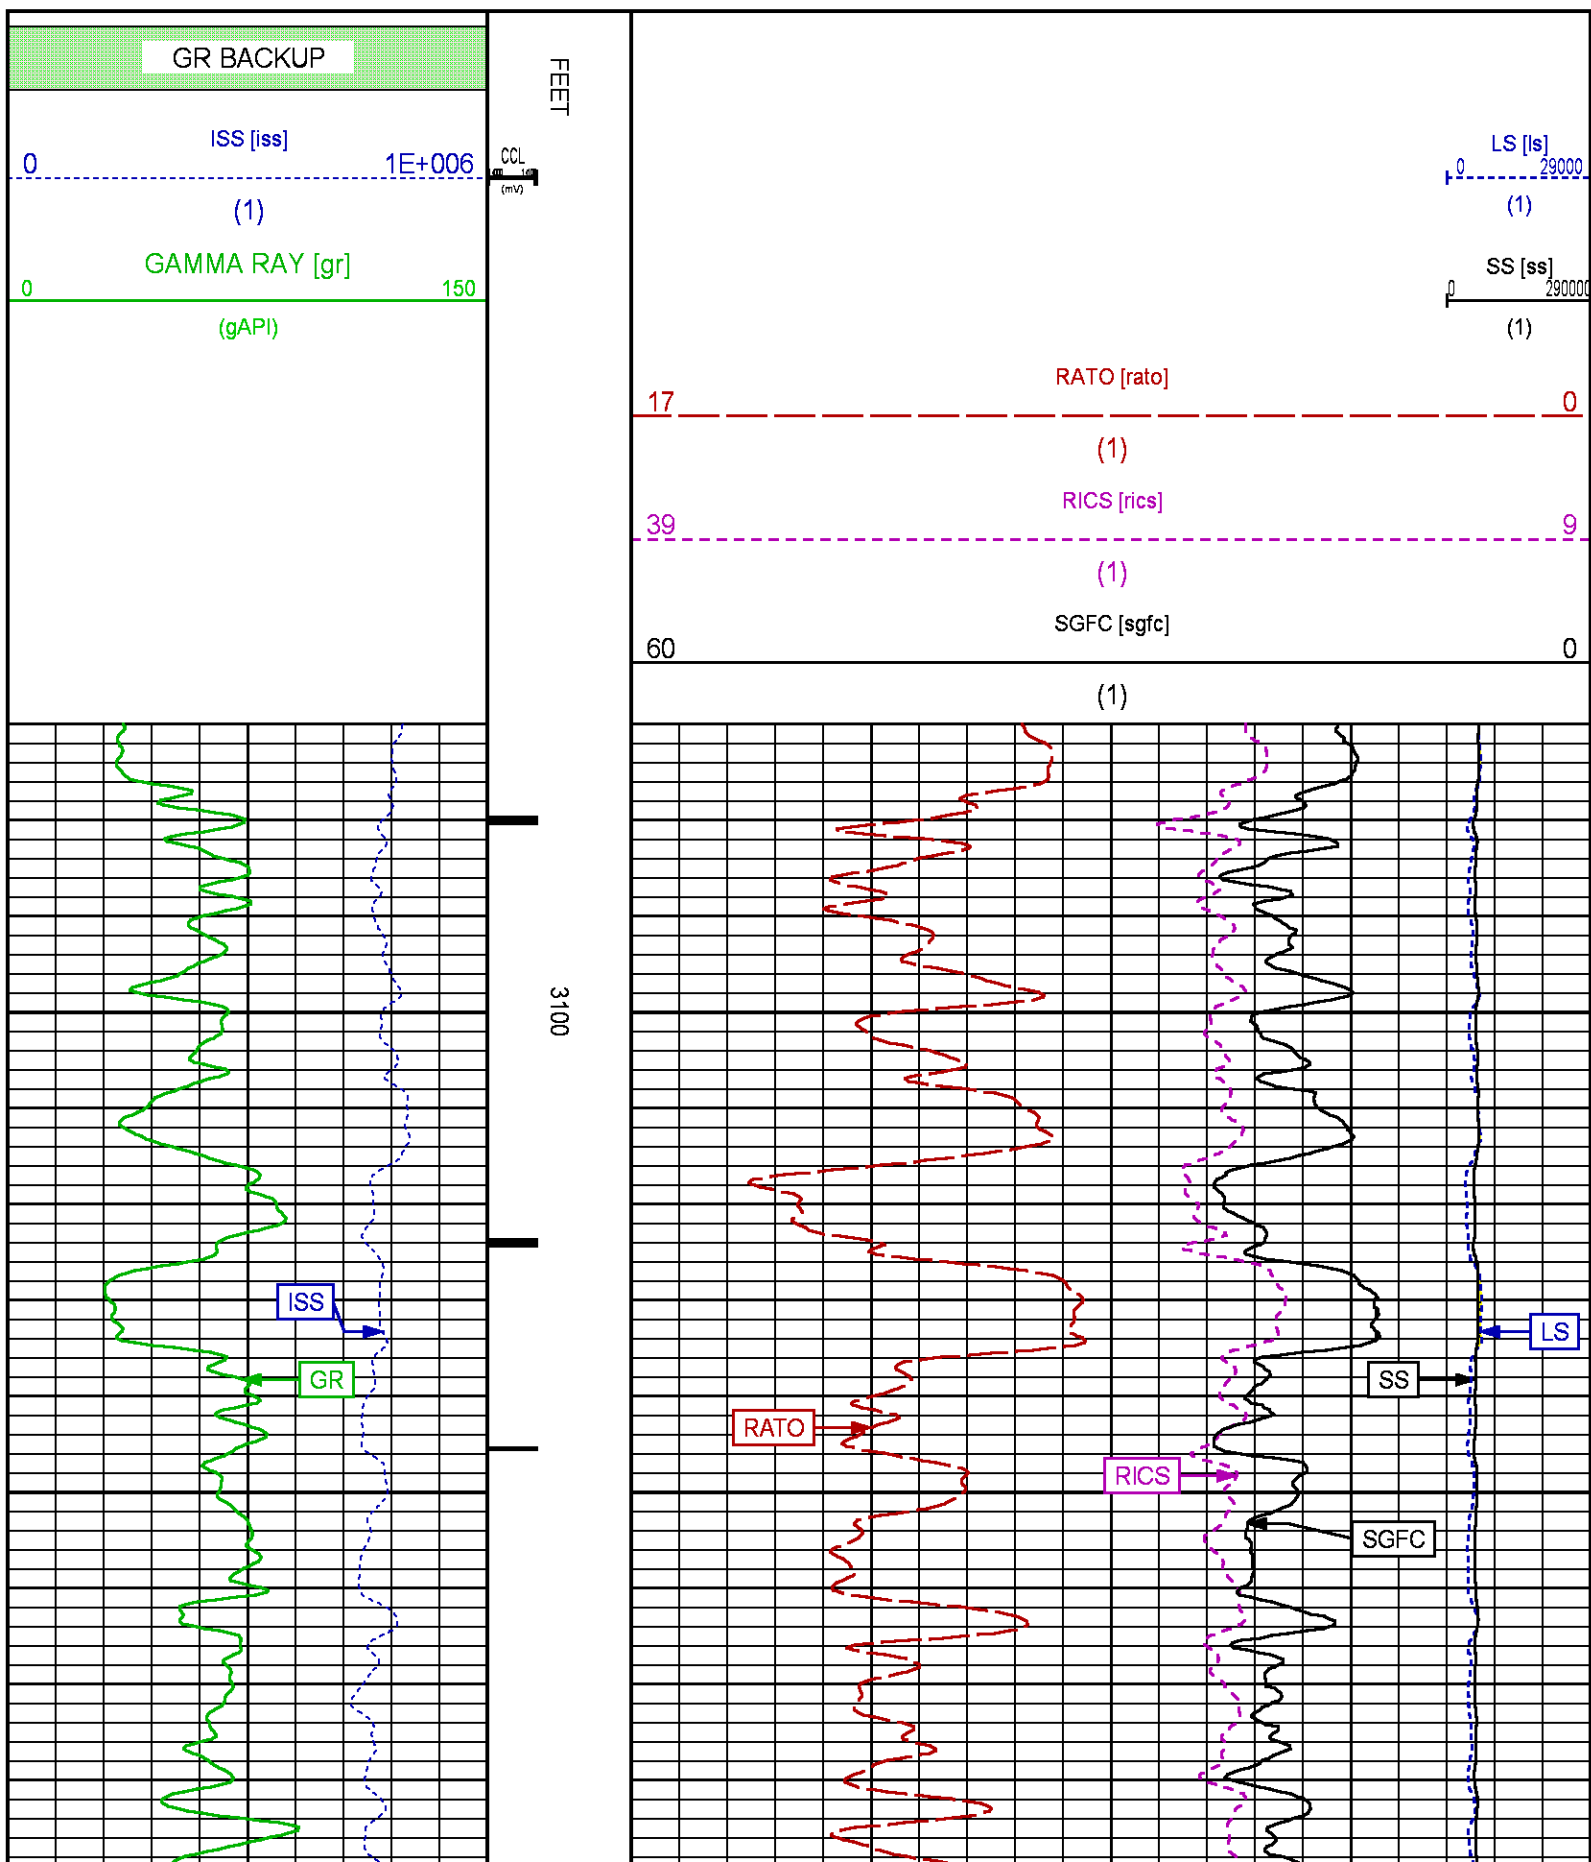 GR BACKUP
ISS [iss]
0 1E+006
(1)
GAMMA RAY [gr]
0 150
(gAPI)
FEET
CCL
(mV)
LS [ls]
0 29000
(1)
SS [ss]
0 290000
(1)
RATO [rato]
17 0
(1)
RICS [rics]
39 9
(1)
SGFC [sgfc]
60 0
(1)
3100
ISS
GR
LS
SS
RATO
RICS
SGFC